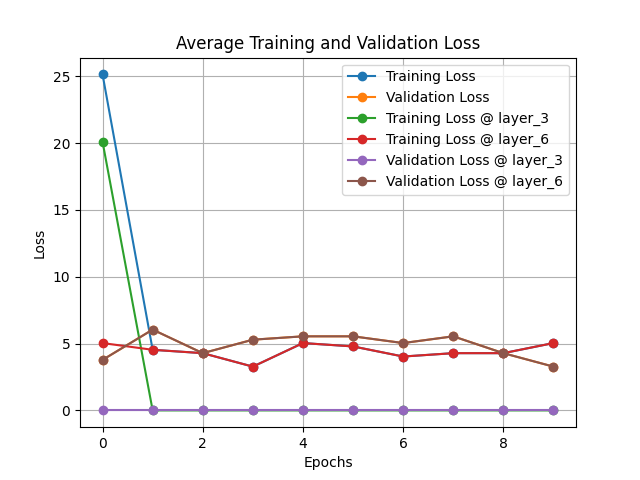 Average Training and Validation Loss
25
20
15
10
5
0
Loss
Training Loss
Validation Loss
Training Loss @ layer_3
Training Loss @ layer_6
Validation Loss @ layer_3
Validation Loss @ layer_6
0 2 4 6 8
Epochs